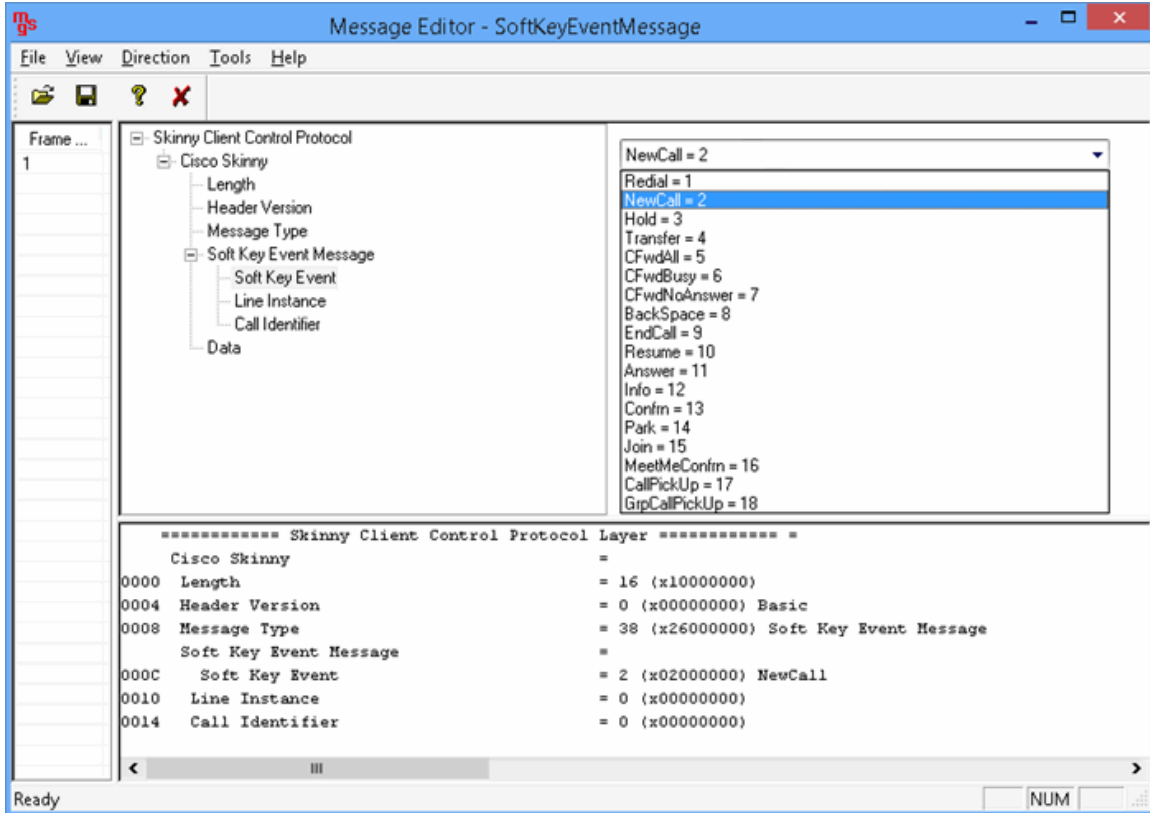 mgs Message Editor - SoftKeyEventMessage
File View Direction Tools Help
Frame ...
1
Skinny Client Control Protocol
Cisco Skinny
Length
Header Version
Message Type
Soft Key Event Message
Soft Key Event
Line Instance
Call Identifier
Data
NewCall = 2
Redial = 1
NewCall = 2
Hold = 3
Transfer = 4
CFwdAll = 5
CFwdBusy = 6
CFwdNoAnswer = 7
BackSpace = 8
EndCall = 9
Resume = 10
Answer = 11
Info = 12
Confrn = 13
Park = 14
Join = 15
MeetMeConfrn = 16
CallPickUp = 17
GrpCallPickUp = 18
============ Skinny Client Control Protocol Layer ============ =
Cisco Skinny =
0000 Length = 16 (x10000000)
0004 Header Version = 0 (x00000000) Basic
0008 Message Type = 38 (x26000000) Soft Key Event Message
Soft Key Event Message =
000C Soft Key Event = 2 (x02000000) NewCall
0010 Line Instance = 0 (x00000000)
0014 Call Identifier = 0 (x00000000)
Ready NUM